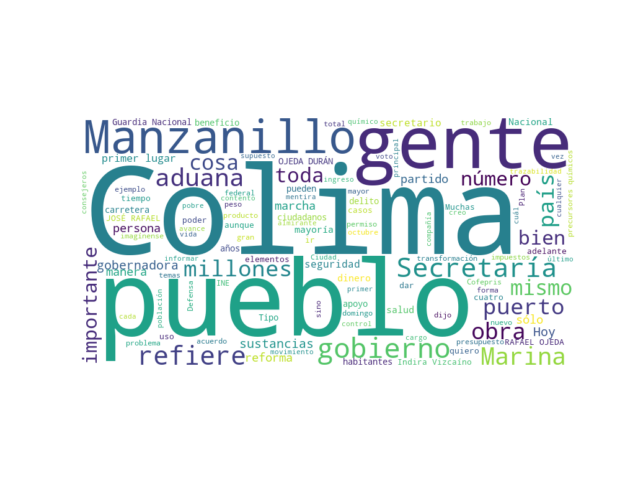 Guardia Nacional
beneficio
total
químico
secretario
trabajo
Nacional
Manzanillo
gente
primer lugar
cosa
supuesto
OJEDA DURÁN
voto
principal
vez
trazabilidad
consejeros
aduana
toda
ingreso
partido
número
país
cualquier
precursores químicos
ejemplo
tiempo
imagínense
pobre
contento
federal
pueden
mentira
mayor
delito
Plan
Colima
carretera
JOSE RAFAEL
vida
persona
poder
avance
peso
producto
aunque
gran
marcha
ciudadanos
almirante
mayoría
ir
casos
permiso
octubre
compañía
Muchas
creo
cuál
bien
adelante
años
gobernadora
manera
informar
temas
millones
elementos
Ciudad
seguridad
transformación
impuestos
último
importante
primer
dinero
Secretaría
Cofepris
forma
cuatro
mismo
pueblo
población
Defensa
INE
cada
Tipo
sino
apoyo
domingo
control
dar
salud
dijo
puerto
nuevo
sólo
problema
uso
acuerdo
sustancias
cargo
obra
Hoy
presupuesto
RAFAEL OJEDA
refiere
reforma
movimiento
gobierno
habitantes
Indira Vizcaíno
quiero
Marina